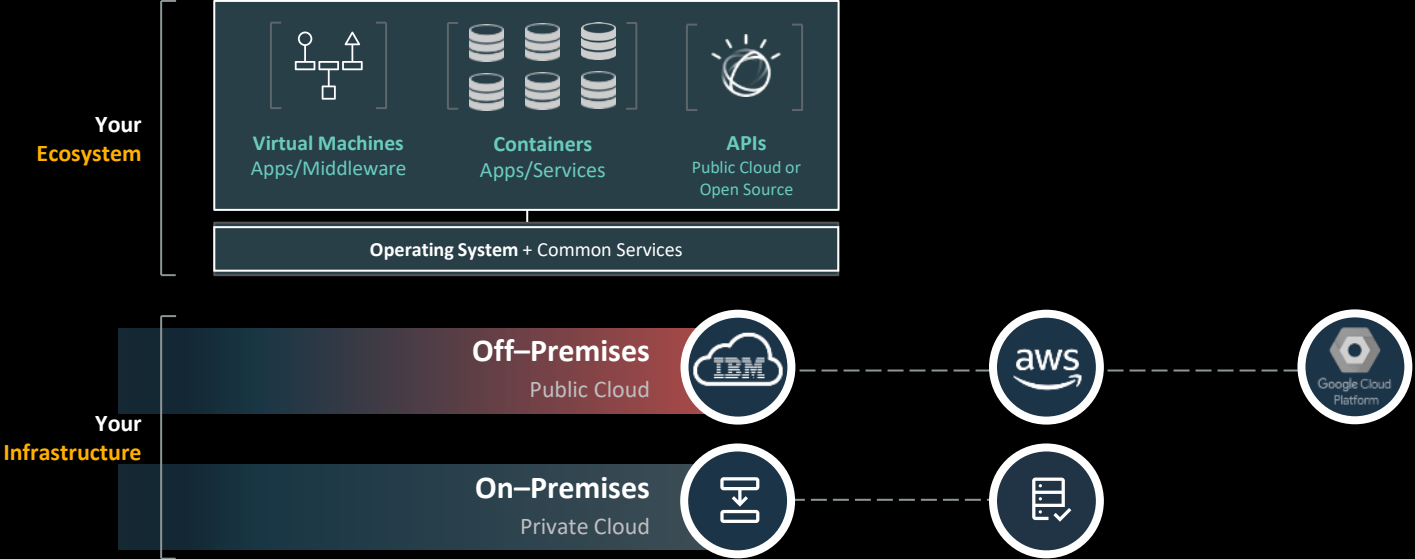 Your
Ecosystem
Virtual Machines
Apps/Middleware
Containers
Apps/Services
APIs
Public Cloud or
Open Source
Operating System + Common Services
Your
Infrastructure
Off–Premises
Public Cloud
IBM
aws
Google Cloud
Platform
On–Premises
Private Cloud